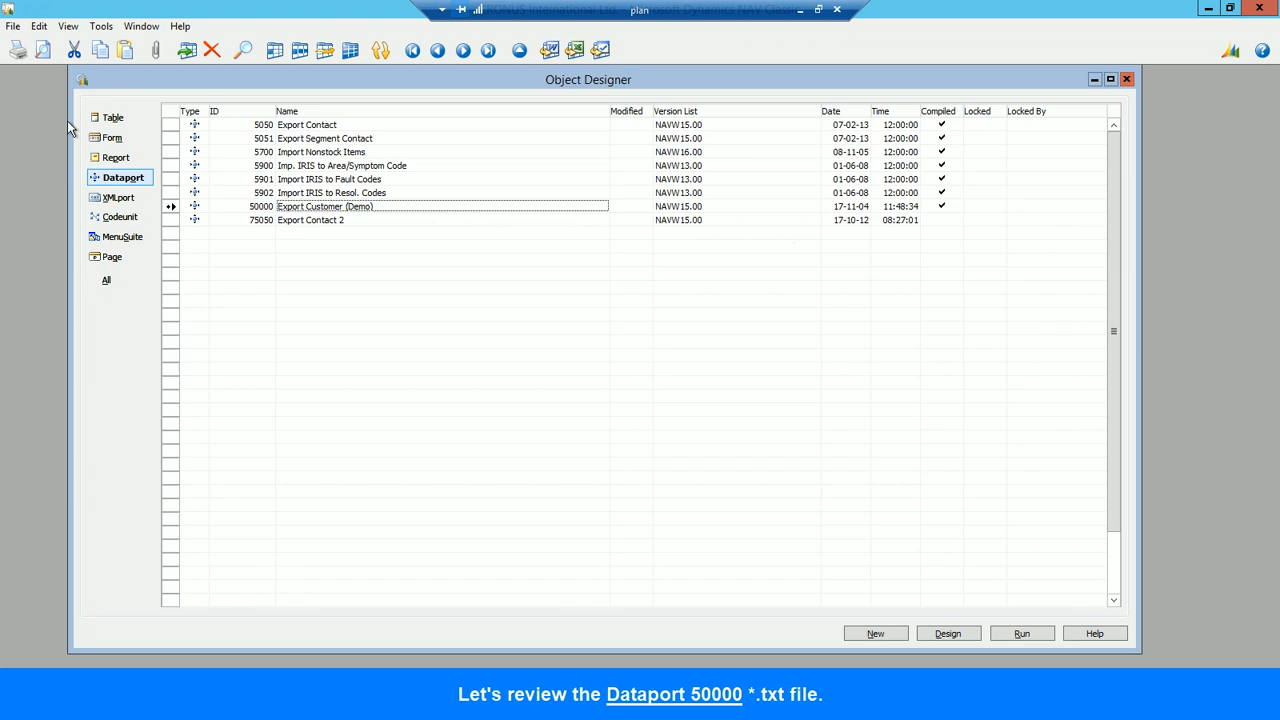 CRONUS International Ltd. - Microsoft Dynamics NAV Classic
plan
File Edit View Tools Window Help
Object Designer
Type ID Name Modified Version List Date Time Compiled Locked Locked By
Table
Form
Report
Dataport
XMLport
Codeunit
MenuSuite
Page
All
5050 Export Contact NAVW15.00 07-02-13 12:00:00
5051 Export Segment Contact NAVW15.00 07-02-13 12:00:00
5700 Import Nonstock Items NAVW16.00 08-11-05 12:00:00
5900 Imp. IRIS to Area/Symptom Code NAVW13.00 01-06-08 12:00:00
5901 Import IRIS to Fault Codes NAVW13.00 01-06-08 12:00:00
5902 Import IRIS to Resol. Codes NAVW13.00 01-06-08 12:00:00
50000 Export Customer (Demo) NAVW15.00 17-11-04 11:48:34
75050 Export Contact 2 NAVW15.00 17-10-12 08:27:01
New Design Run Help
Let's review the Dataport 50000 *.txt file.